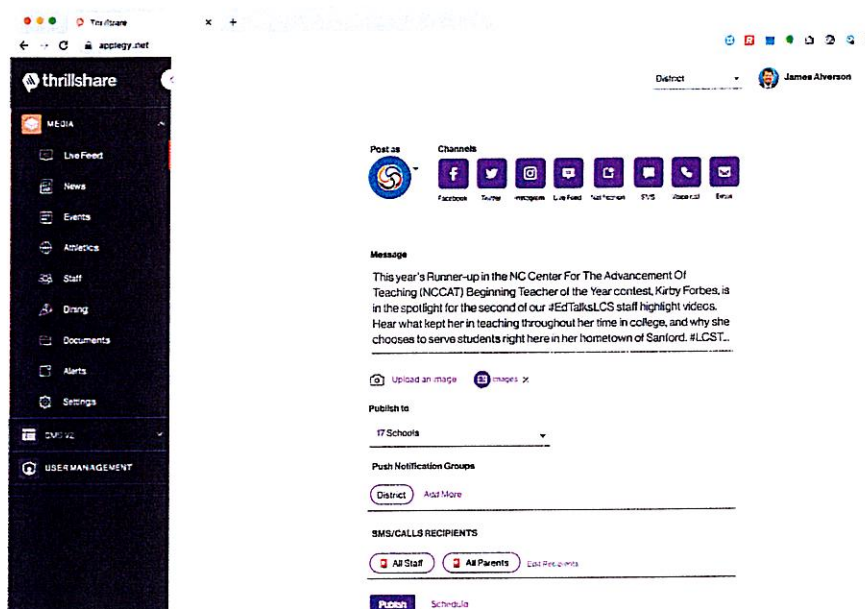 Thrillshare
applegy.net
thrillshare
District
James Alverson
MEDIA
Live Feed
News
Events
Athletics
Staff
Dining
Documents
Alerts
Settings
CMS V2
USER MANAGEMENT
Post as
Channels
Facebook Twitter Instagram Live Feed Notification SMS Voice call Email
Message
This year's Runner-up in the NC Center For The Advancement Of
Teaching (NCCAT) Beginning Teacher of the Year contest, Kirby Forbes, is
in the spotlight for the second of our #EdTalksLCS staff highlight videos.
Hear what kept her in teaching throughout her time in college, and why she
chooses to serve students right here in her hometown of Sanford. #LCST...
Upload an image images x
Publish to
17 Schools
Push Notification Groups
District Add More
SMS/CALLS RECIPIENTS
All Staff All Parents Edit Recipients
Publish Schedule